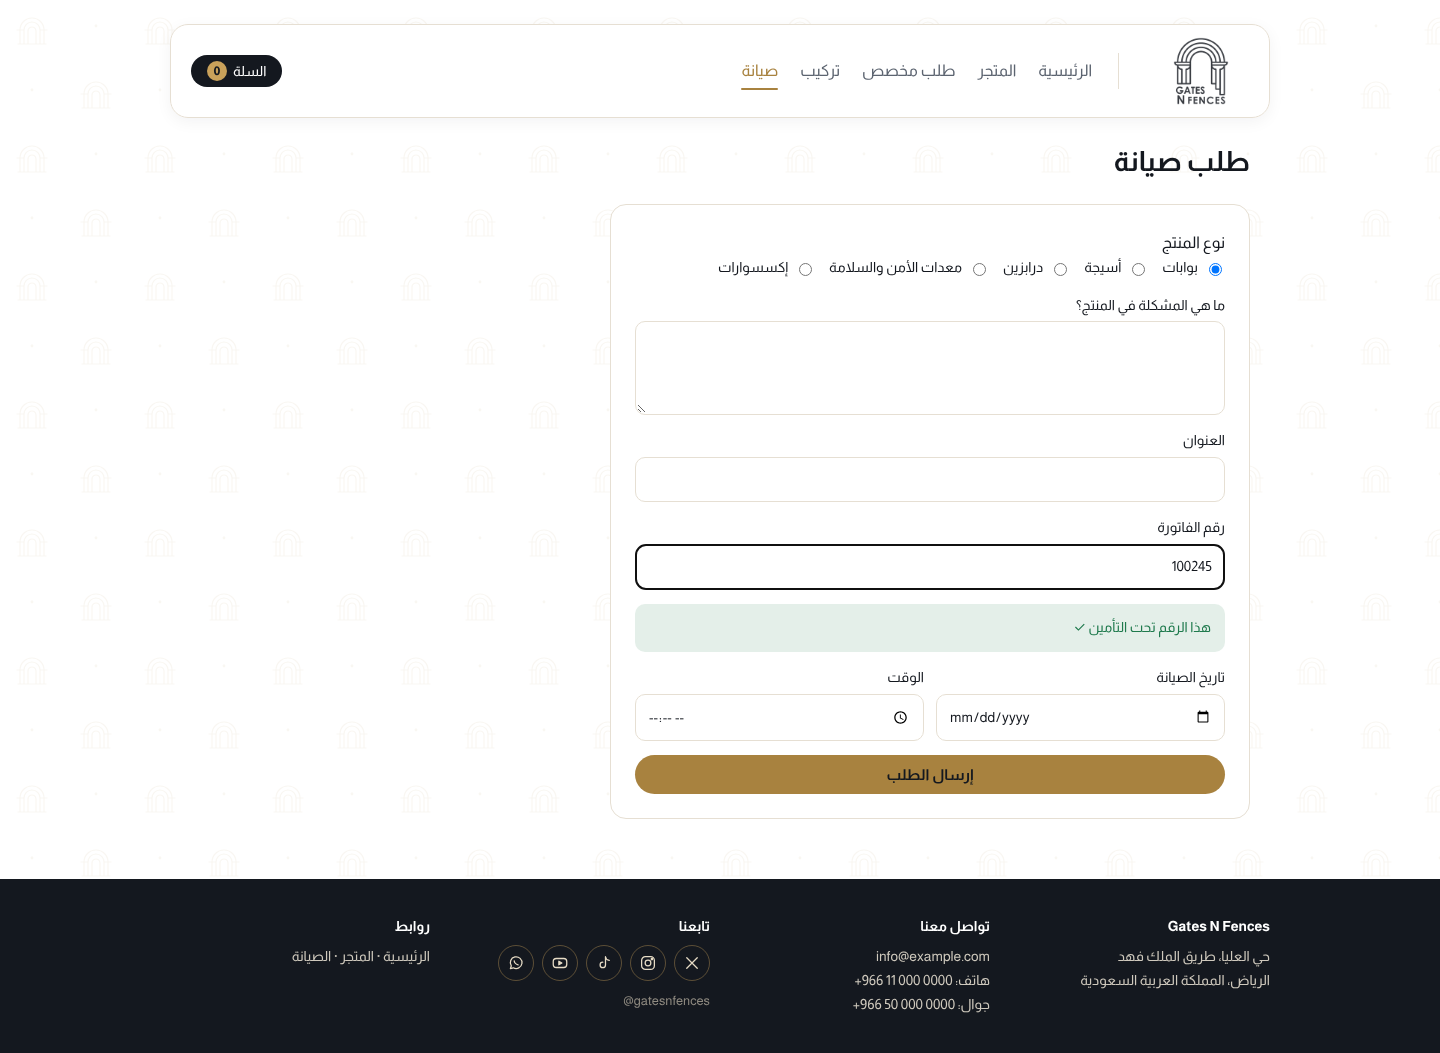 GATES
N FENCES
الرئيسية
المتجر
طلب مخصص
تركيب
صيانة
السلة 0
طلب صيانة
نوع المنتج
بوابات
أسيجة
درابزين
معدات الأمن والسلامة
إكسسوارات
ما هي المشكلة في المنتج؟
العنوان
رقم الفاتورة
100245
هذا الرقم تحت التأمين ✓
تاريخ الصيانة
mm/dd/yyyy
الوقت
--:-- --
إرسال الطلب
Gates N Fences
حي العليا، طريق الملك فهد
الرياض، المملكة العربية السعودية
تواصل معنا
info@example.com
هاتف: 0000 000 11 966+
جوال: 0000 000 50 966+
تابعنا
@gatesnfences
روابط
الرئيسية · المتجر · الصيانة